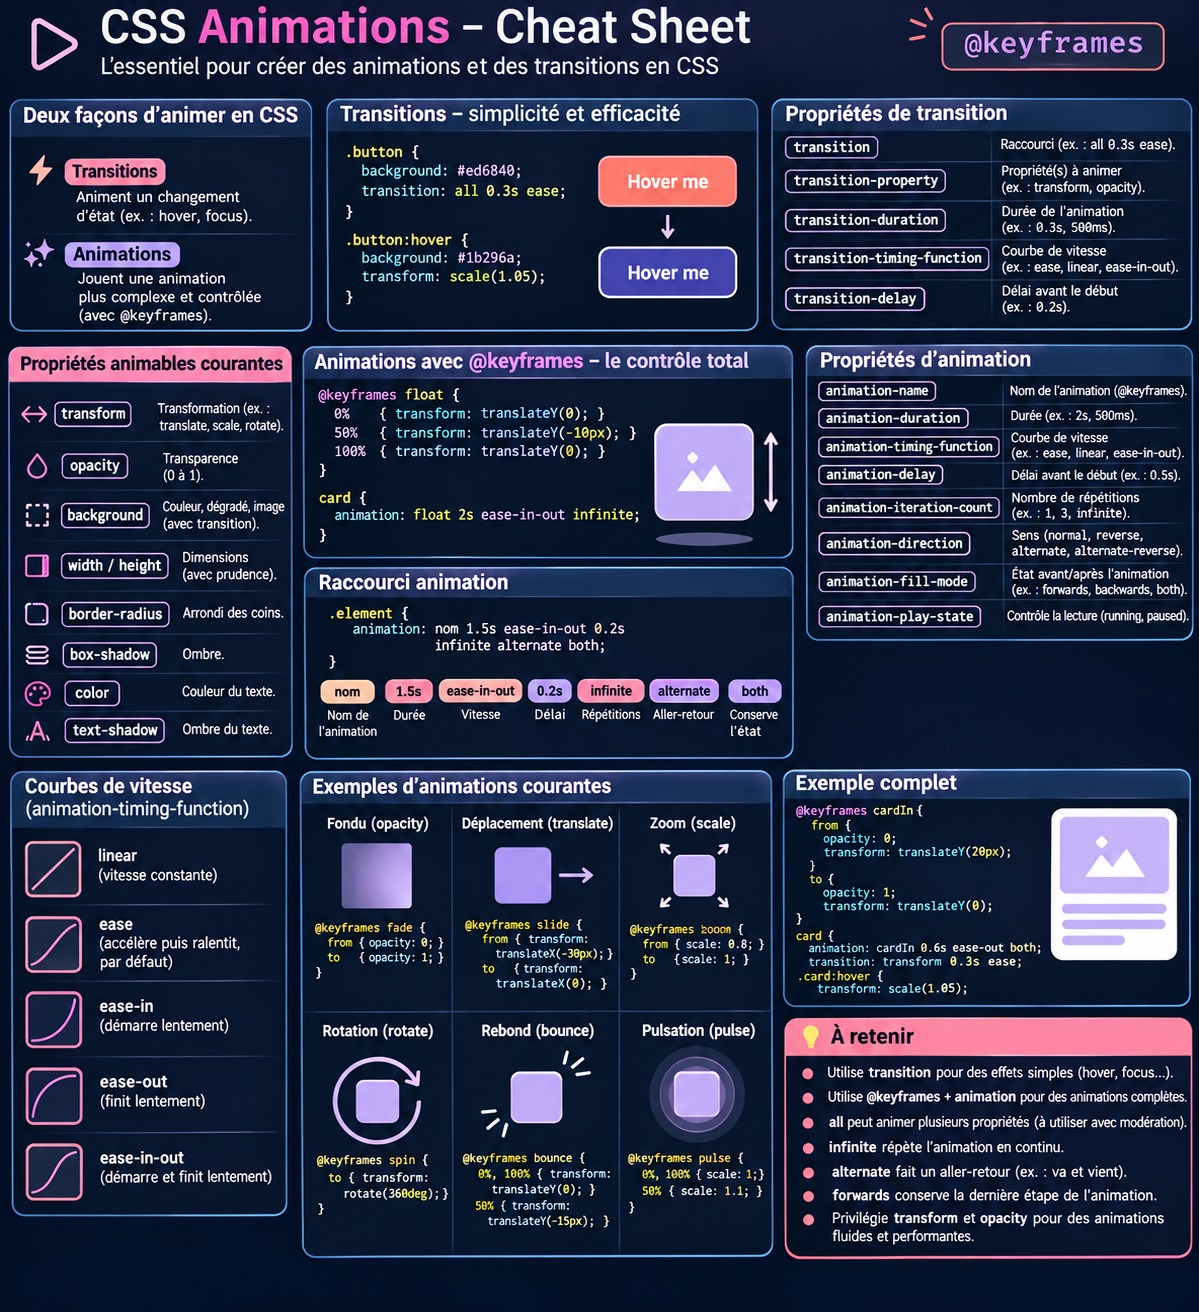 CSS Animations – Cheat Sheet
L'essentiel pour créer des animations et des transitions en CSS
@keyframes
Deux façons d'animer en CSS
Transitions
Animent un changement
d'état (ex. : hover, focus).
Animations
Jouent une animation
plus complexe et contrôlée
(avec @keyframes).
Transitions – simplicité et efficacité
.button {
background: #ed6840;
transition: all 0.3s ease;
}
.button:hover {
background: #1b296a;
transform: scale(1.05);
}
Hover me
Hover me
Propriétés de transition
transition
Raccourci (ex. : all 0.3s ease).
transition-property
Propriété(s) à animer
(ex. : transform, opacity).
transition-duration
Durée de l'animation
(ex. : 0.3s, 500ms).
transition-timing-function
Courbe de vitesse
(ex. : ease, linear, ease-in-out).
transition-delay
Délai avant le début
(ex. : 0.2s).
Propriétés animables courantes
transform
Transformation (ex. :
translate, scale, rotate).
opacity
Transparence
(0 à 1).
background
Couleur, dégradé, image
(avec transition).
width / height
Dimensions
(avec prudence).
border-radius
Arrondi des coins.
box-shadow
Ombre.
color
Couleur du texte.
text-shadow
Ombre du texte.
Animations avec @keyframes – le contrôle total
@keyframes float {
0% { transform: translateY(0); }
50% { transform: translateY(-10px); }
100% { transform: translateY(0); }
}
card {
animation: float 2s ease-in-out infinite;
}
Raccourci animation
.element {
animation: nom 1.5s ease-in-out 0.2s
infinite alternate both;
}
nom
1.5s
ease-in-out
0.2s
infinite
alternate
both
Nom de
l'animation
Durée
Vitesse
Délai
Répétitions
Aller-retour
Conserve
l'état
Propriétés d'animation
animation-name
Nom de l'animation (@keyframes).
animation-duration
Durée (ex. : 2s, 500ms).
animation-timing-function
Courbe de vitesse
(ex. : ease, linear, ease-in-out).
animation-delay
Délai avant le début (ex. : 0.5s).
animation-iteration-count
Nombre de répétitions
(ex. : 1, 3, infinite).
animation-direction
Sens (normal, reverse,
alternate, alternate-reverse).
animation-fill-mode
État avant/après l'animation
(ex. : forwards, backwards, both).
animation-play-state
Contrôle la lecture (running, paused).
Courbes de vitesse
(animation-timing-function)
linear
(vitesse constante)
ease
(accélère puis ralentit,
par défaut)
ease-in
(démarre lentement)
ease-out
(finit lentement)
ease-in-out
(démarre et finit lentement)
Exemples d'animations courantes
Fondu (opacity)
@keyframes fade {
from { opacity: 0; }
to { opacity: 1; }
}
Déplacement (translate)
@keyframes slide {
from { transform:
translateX(-30px); }
to { transform:
translateX(0); }
Zoom (scale)
@keyframes {
from { scale: 0.8; }
to { scale: 1; }
}
Rotation (rotate)
@keyframes spin {
to { transform:
rotate(360deg); }
}
Rebond (bounce)
@keyframes bounce {
0%, 100% { transform:
translateY(0); }
50% { transform:
translateY(-15px); }
Pulsation (pulse)
@keyframes pulse {
0%, 100% { scale: 1;}
50% { scale: 1.1; }
}
Exemple complet
@keyframes cardIn {
from {
opacity: 0;
transform: translateY(20px);
}
to {
opacity: 1;
transform: translateY(0);
}
card {
animation: cardIn 0.6s ease-out both;
transition: transform 0.3s ease;
.card:hover {
transform: scale(1.05);
À retenir
Utilise transition pour des effets simples (hover, focus...).
Utilise @keyframes + animation pour des animations complètes.
all peut animer plusieurs propriétés (à utiliser avec modération).
infinite répète l'animation en continu.
alternate fait un aller-retour (ex. : va et vient).
forwards conserve la dernière étape de l'animation.
Privilégie transform et opacity pour des animations
fluides et performantes.